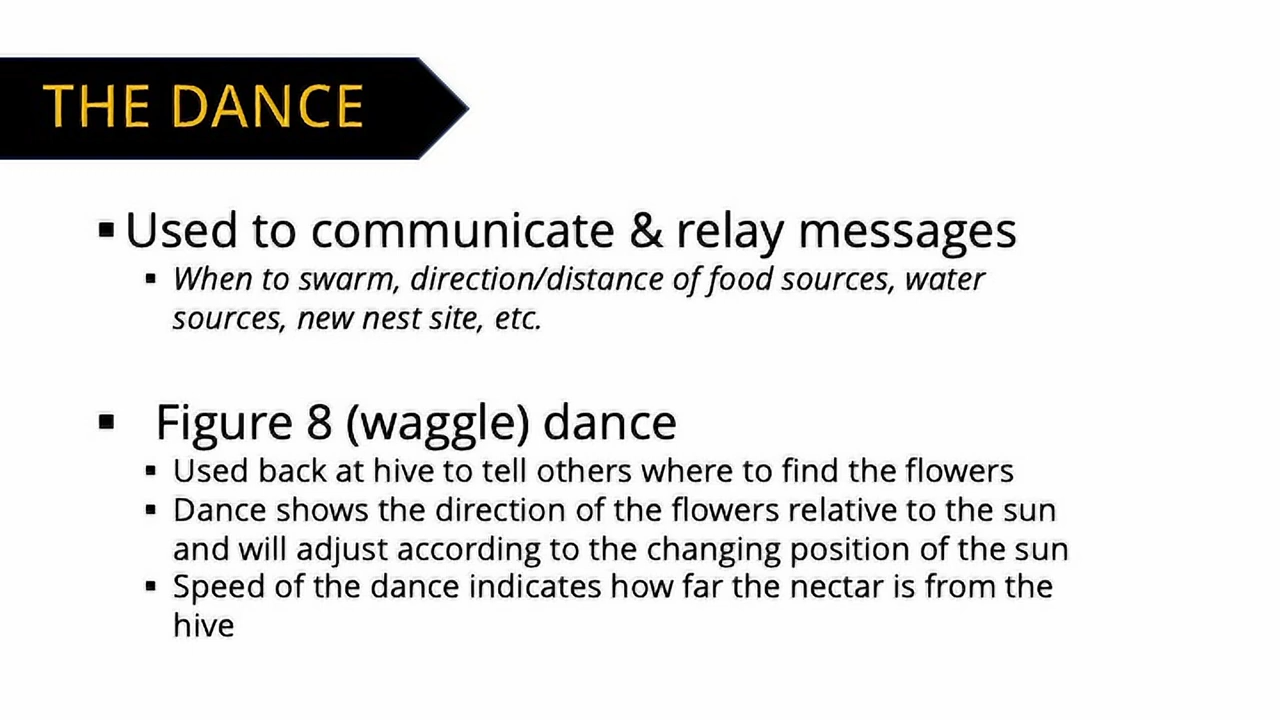 THE DANCE
▪ Used to communicate & relay messages
▪ When to swarm, direction/distance of food sources, water
sources, new nest site, etc.
▪ Figure 8 (waggle) dance
▪ Used back at hive to tell others where to find the flowers
▪ Dance shows the direction of the flowers relative to the sun
and will adjust according to the changing position of the sun
▪ Speed of the dance indicates how far the nectar is from the
hive